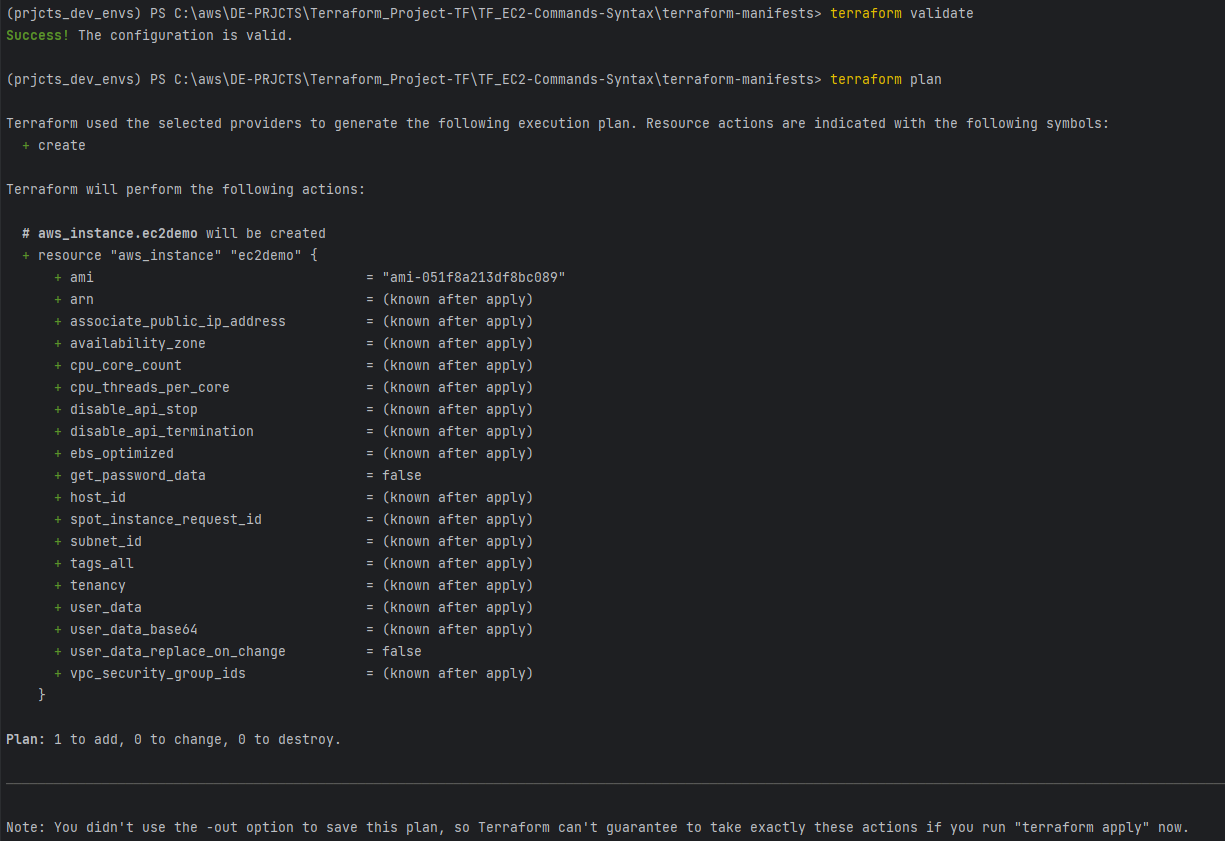 (prjcts_dev_envs) PS C:\aws\DE-PRJCTS\Terraform_Project-TF\TF_EC2-Commands-Syntax\terraform-manifests> terraform validate
Success! The configuration is valid.
(prjcts_dev_envs) PS C:\aws\DE-PRJCTS\Terraform_Project-TF\TF_EC2-Commands-Syntax\terraform-manifests> terraform plan
Terraform used the selected providers to generate the following execution plan. Resource actions are indicated with the following symbols:
  + create
Terraform will perform the following actions:
  # aws_instance.ec2demo will be created
  + resource "aws_instance" "ec2demo" {
      + ami                                  = "ami-051f8a213df8bc089"
      + arn                                  = (known after apply)
      + associate_public_ip_address          = (known after apply)
      + availability_zone                    = (known after apply)
      + cpu_core_count                       = (known after apply)
      + cpu_threads_per_core                 = (known after apply)
      + disable_api_stop                     = (known after apply)
      + disable_api_termination              = (known after apply)
      + ebs_optimized                        = (known after apply)
      + get_password_data                    = false
      + host_id                              = (known after apply)
      + spot_instance_request_id             = (known after apply)
      + subnet_id                            = (known after apply)
      + tags_all                             = (known after apply)
      + tenancy                              = (known after apply)
      + user_data                            = (known after apply)
      + user_data_base64                     = (known after apply)
      + user_data_replace_on_change          = false
      + vpc_security_group_ids               = (known after apply)
    }
Plan: 1 to add, 0 to change, 0 to destroy.
Note: You didn't use the -out option to save this plan, so Terraform can't guarantee to take exactly these actions if you run "terraform apply" now.